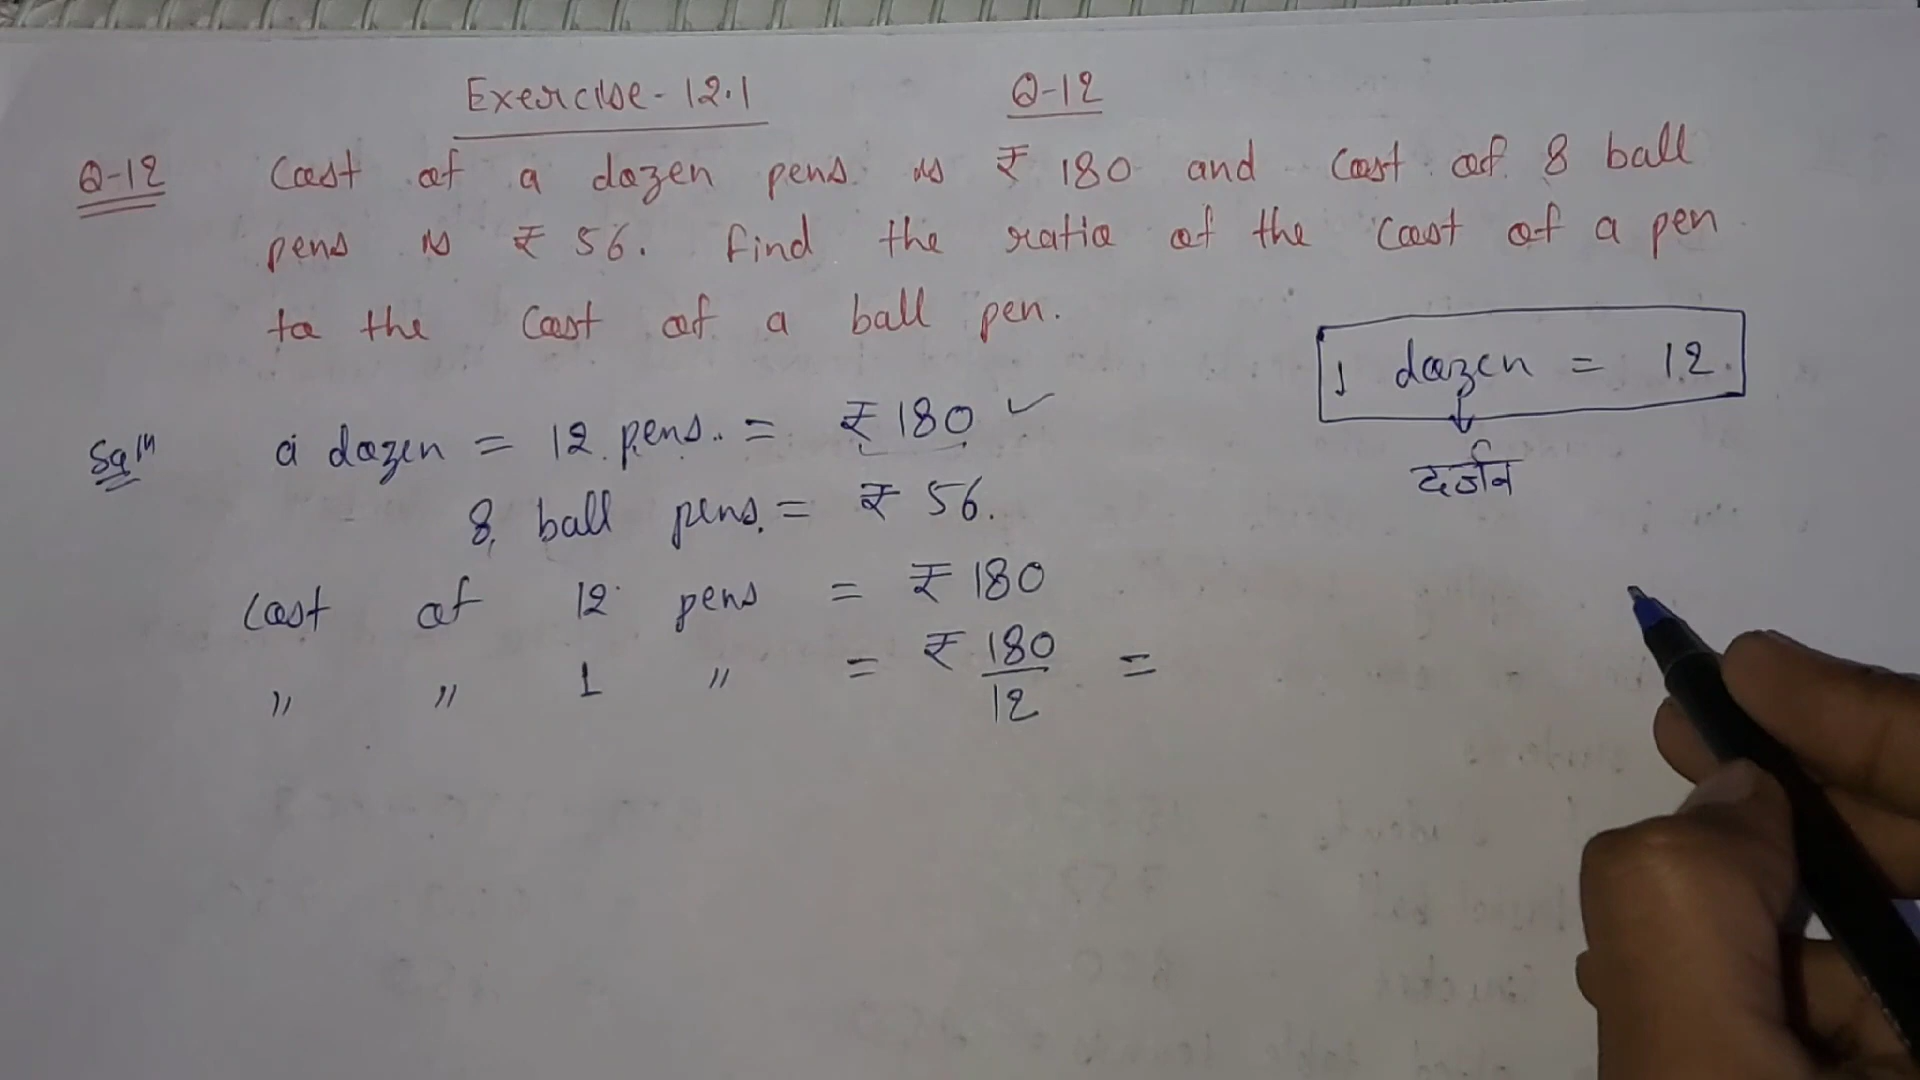 Exercise - 12.1 Q-12
Q-12 Cost of a dozen pens is ₹ 180 and cost of 8 ball
pens is ₹ 56. Find the ratio of the cost of a pen
to the cost of a ball pen.
1 dozen = 12
दर्जन
Solⁿ a dozen = 12 pens = ₹ 180 ✓
8 ball pens = ₹ 56.
Cost of 12 pens = ₹ 180
" " 1 " = ₹ 180/12 =